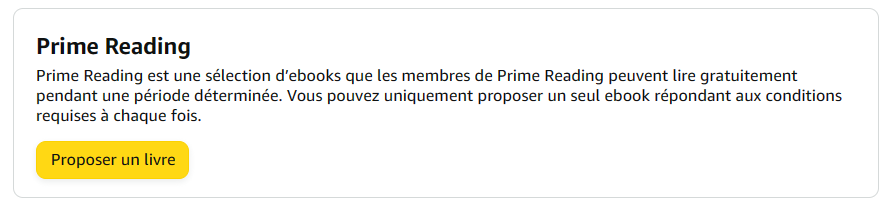 Prime Reading
Prime Reading est une sélection d’ebooks que les membres de Prime Reading peuvent lire gratuitement
pendant une période déterminée. Vous pouvez uniquement proposer un seul ebook répondant aux conditions
requises à chaque fois.
Proposer un livre